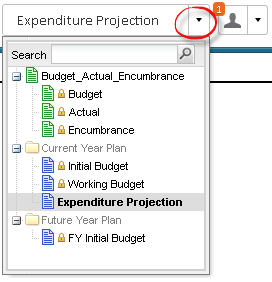 Expenditure Projection
1
Search
Budget_Actual_Encumbrance
Budget
Actual
Encumbrance
Current Year Plan
Initial Budget
Working Budget
Expenditure Projection
Future Year Plan
FY Initial Budget